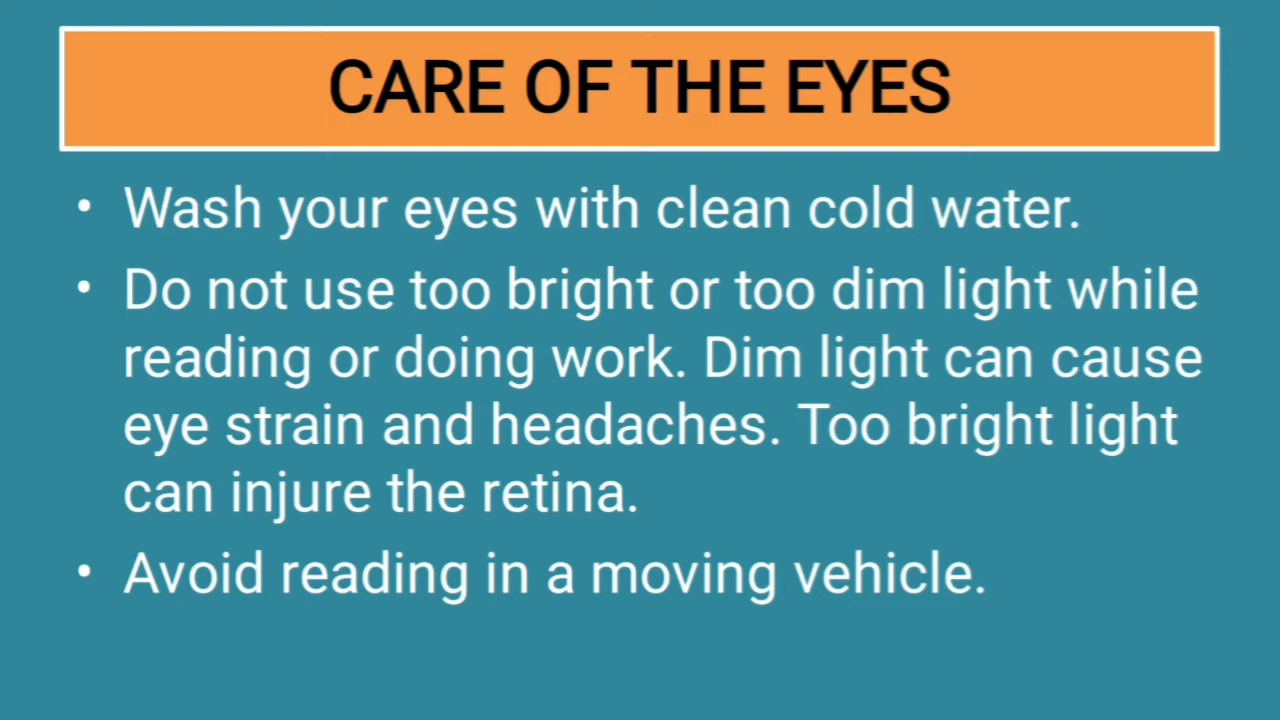 CARE OF THE EYES
• Wash your eyes with clean cold water.
• Do not use too bright or too dim light while
reading or doing work. Dim light can cause
eye strain and headaches. Too bright light
can injure the retina.
• Avoid reading in a moving vehicle.